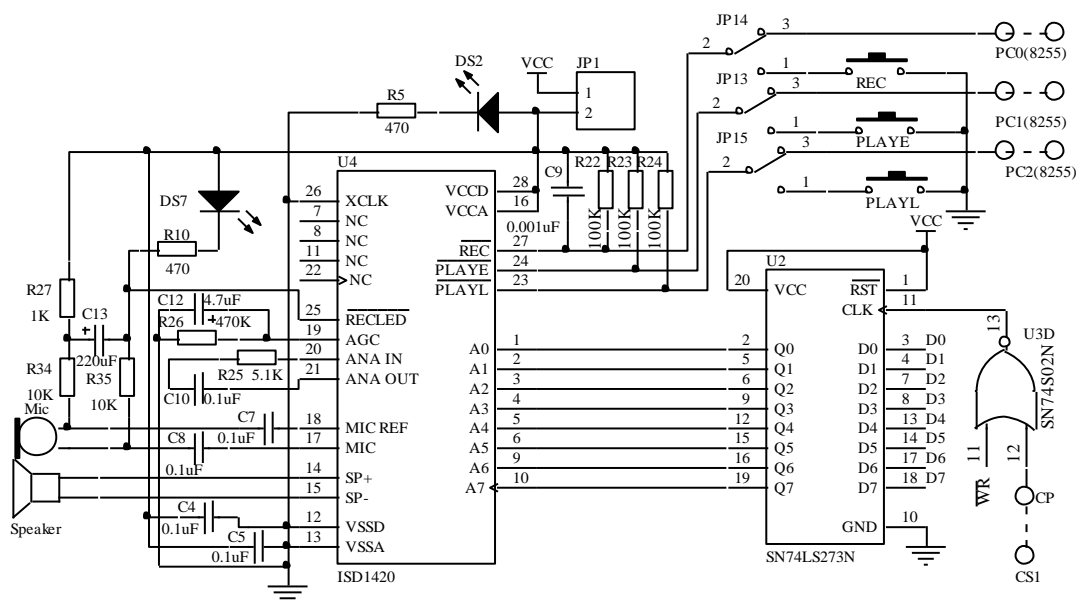 JP14
3
2
PC0(8255)
1
REC
JP13
3
2
PC1(8255)
1
PLAYE
JP15
3
2
PC2(8255)
1
PLAYL
DS2
VCC
JP1
1
2
R5
470
U4
C9
R22
R23
R24
0.001uF
100K
100K
100K
DS7
R10
470
26
XCLK
7
NC
8
NC
11
NC
22
NC
25
RECLED
19
AGC
20
ANA IN
21
ANA OUT
18
MIC REF
17
MIC
14
SP+
15
SP-
12
VSSD
13
VSSA
ISD1420
VCCD
28
VCCA
16
REC
27
PLAYE
24
PLAYL
23
A0
1
A1
2
A2
3
A3
4
A4
5
A5
6
A6
9
A7
10
R27
1K
C13
+
220uF
R34
10K
R35
10K
C12
4.7uF
+
R26
470K
R25
5.1K
C10
0.1uF
Mic
C7
0.1uF
C8
0.1uF
Speaker
C4
0.1uF
C5
0.1uF
VCC
U2
20
VCC
RST
1
CLK
11
2
Q0
D0
3
D0
5
Q1
D1
4
D1
6
Q2
D2
7
D2
9
Q3
D3
8
D3
12
Q4
D4
13
D4
15
Q5
D5
14
D5
16
Q6
D6
17
D6
19
Q7
D7
18
D7
GND
10
SN74LS273N
U3D
13
SN74S02N
11
12
WR
CP
CS1